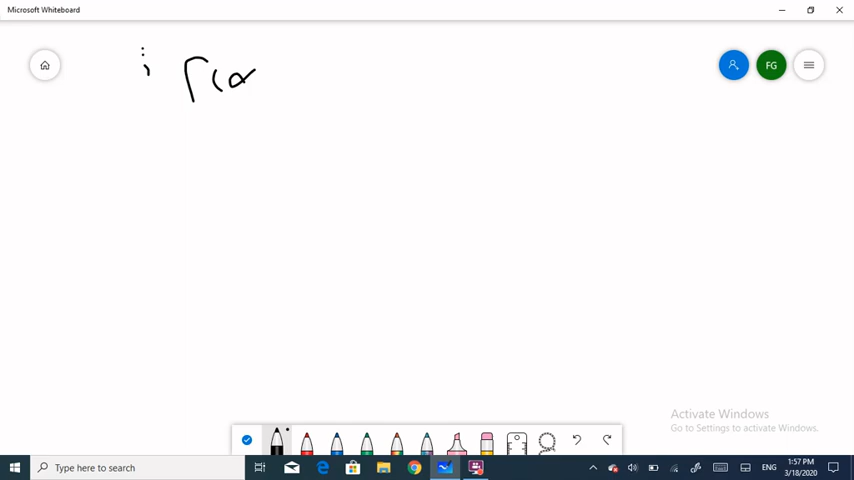 Microsoft Whiteboard
i Γ(α
FG
Activate Windows
Go to Settings to activate Windows.
Type here to search
ENG
1:57 PM
3/18/2020